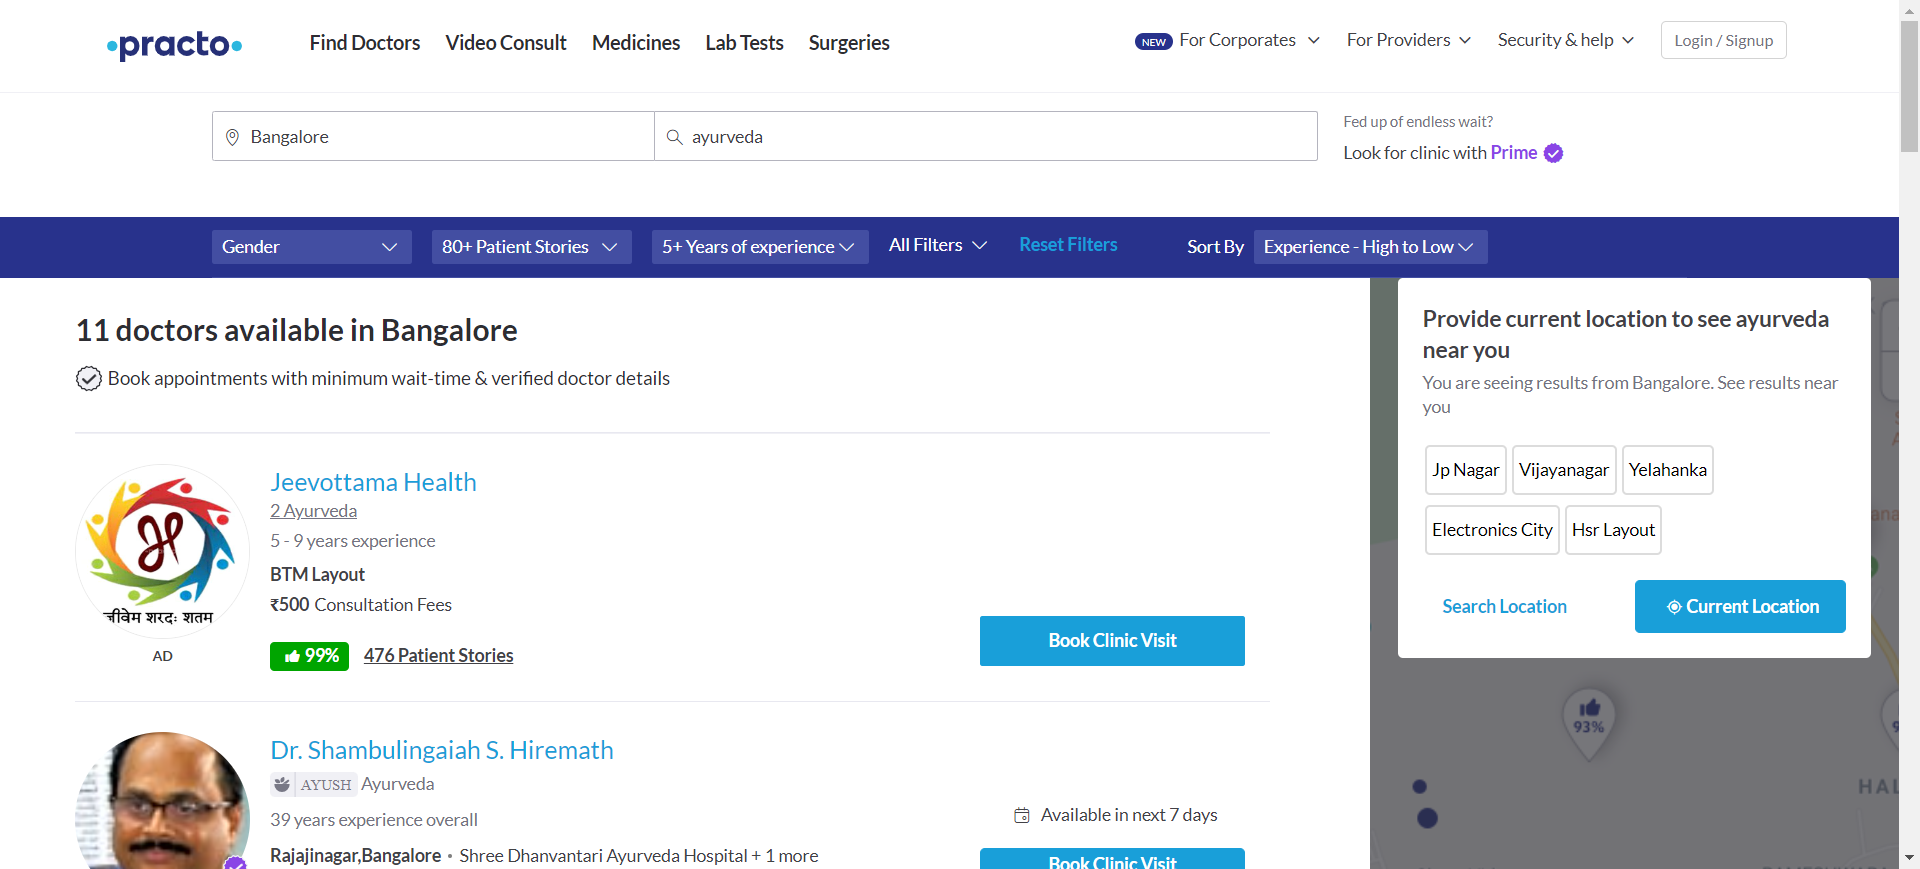 practo
Find Doctors
Video Consult
Medicines
Lab Tests
Surgeries
NEW For Corporates
For Providers
Security & help
Login / Signup
Bangalore
ayurveda
Fed up of endless wait?
Look for clinic with Prime
Gender
80+ Patient Stories
5+ Years of experience
All Filters
Reset Filters
Sort By
Experience - High to Low
11 doctors available in Bangalore
Book appointments with minimum wait-time & verified doctor details
Jeevottama Health
2 Ayurveda
5 - 9 years experience
BTM Layout
₹500 Consultation Fees
99%
476 Patient Stories
Book Clinic Visit
जीवेम शरदः शतम
AD
Dr. Shambulingaiah S. Hiremath
AYUSH Ayurveda
39 years experience overall
Rajajinagar,Bangalore • Shree Dhanvantari Ayurveda Hospital + 1 more
Available in next 7 days
Book Clinic Visit
Provide current location to see ayurveda
near you
You are seeing results from Bangalore. See results near
you
Jp Nagar
Vijayanagar
Yelahanka
Electronics City
Hsr Layout
Search Location
Current Location
93%
HAL